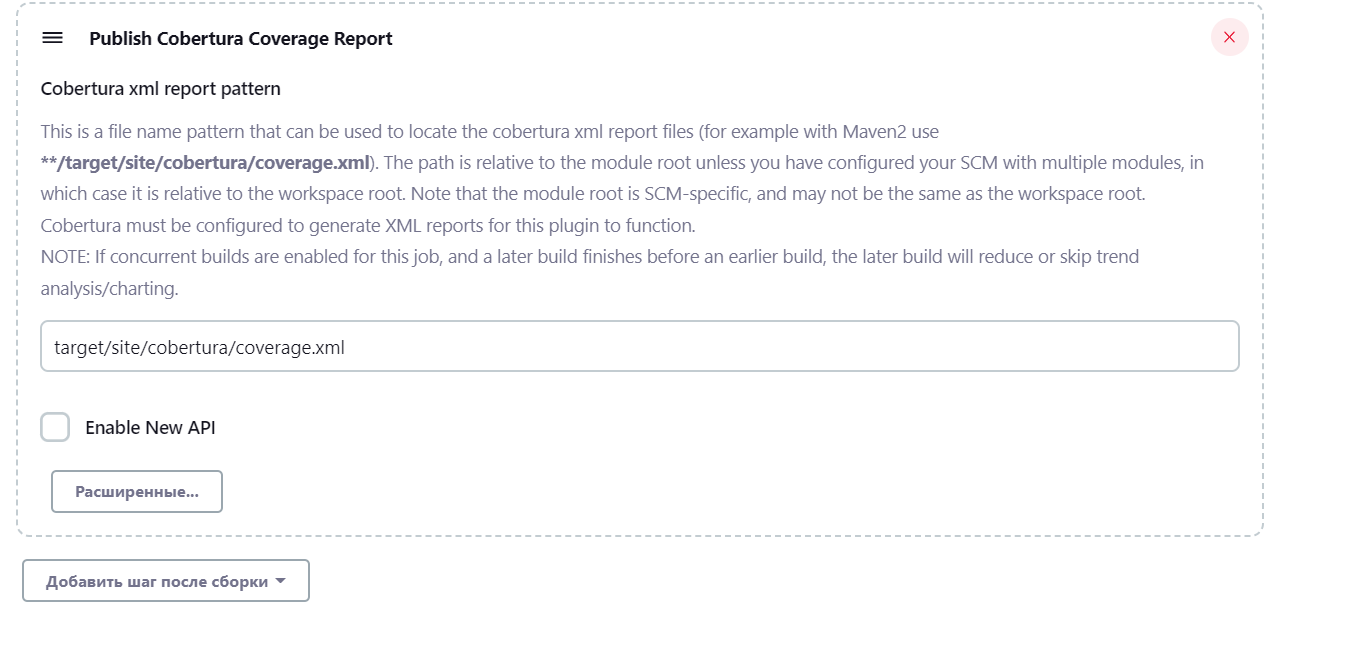 Publish Cobertura Coverage Report
Cobertura xml report pattern
This is a file name pattern that can be used to locate the cobertura xml report files (for example with Maven2 use
**/target/site/cobertura/coverage.xml). The path is relative to the module root unless you have configured your SCM with multiple modules, in
which case it is relative to the workspace root. Note that the module root is SCM-specific, and may not be the same as the workspace root.
Cobertura must be configured to generate XML reports for this plugin to function.
NOTE: If concurrent builds are enabled for this job, and a later build finishes before an earlier build, the later build will reduce or skip trend
analysis/charting.
target/site/cobertura/coverage.xml
Enable New API
Расширенные...
Добавить шаг после сборки